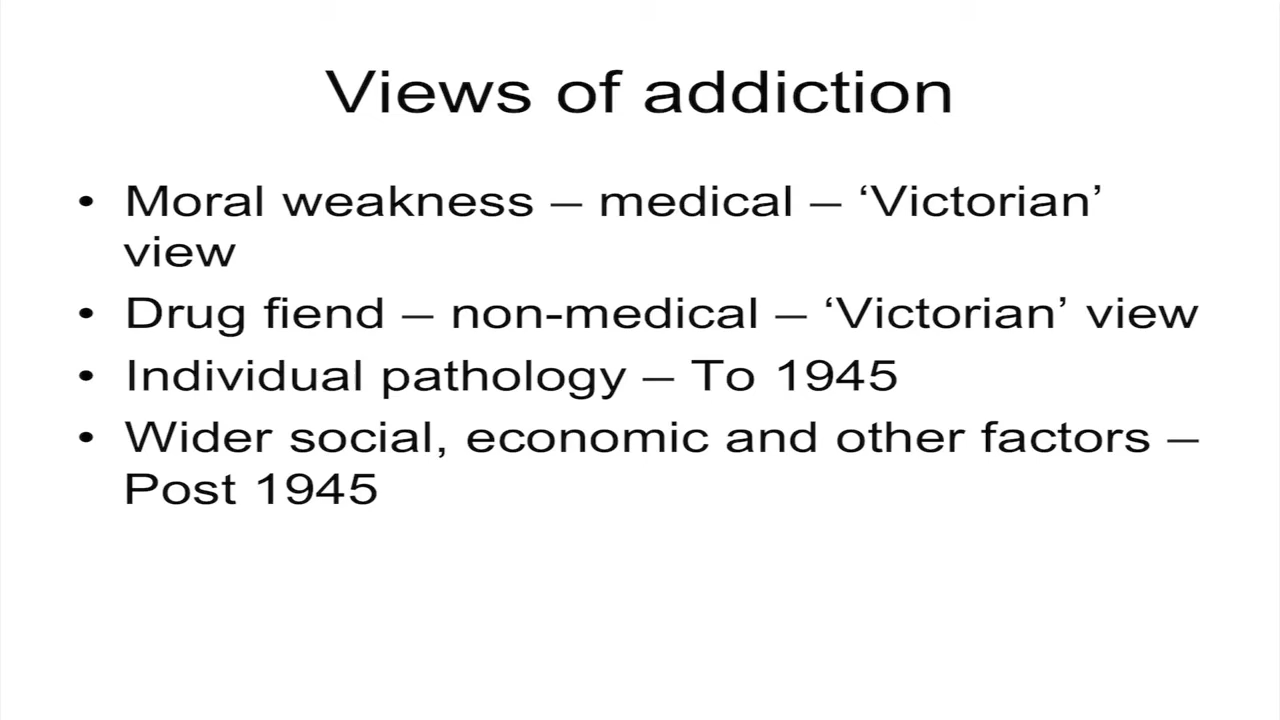 Views of addiction
• Moral weakness – medical – ‘Victorian’
view
• Drug fiend – non-medical – ‘Victorian’ view
• Individual pathology – To 1945
• Wider social, economic and other factors –
Post 1945